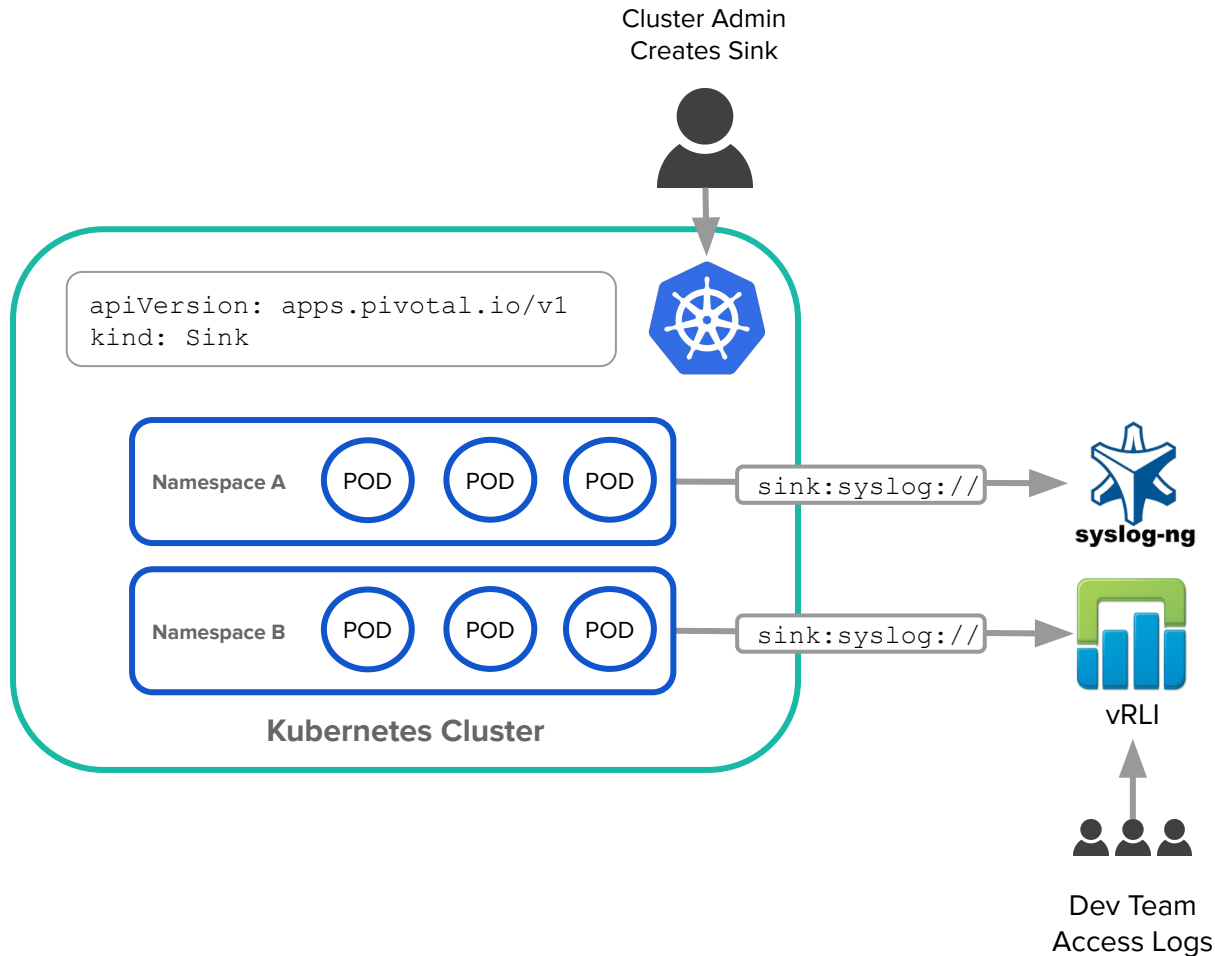 Cluster Admin
Creates Sink
apiVersion: apps.pivotal.io/v1
kind: Sink
Namespace A
POD
POD
POD
sink:syslog://
syslog-ng
Namespace B
POD
POD
POD
sink:syslog://
vRLI
Kubernetes Cluster
Dev Team
Access Logs